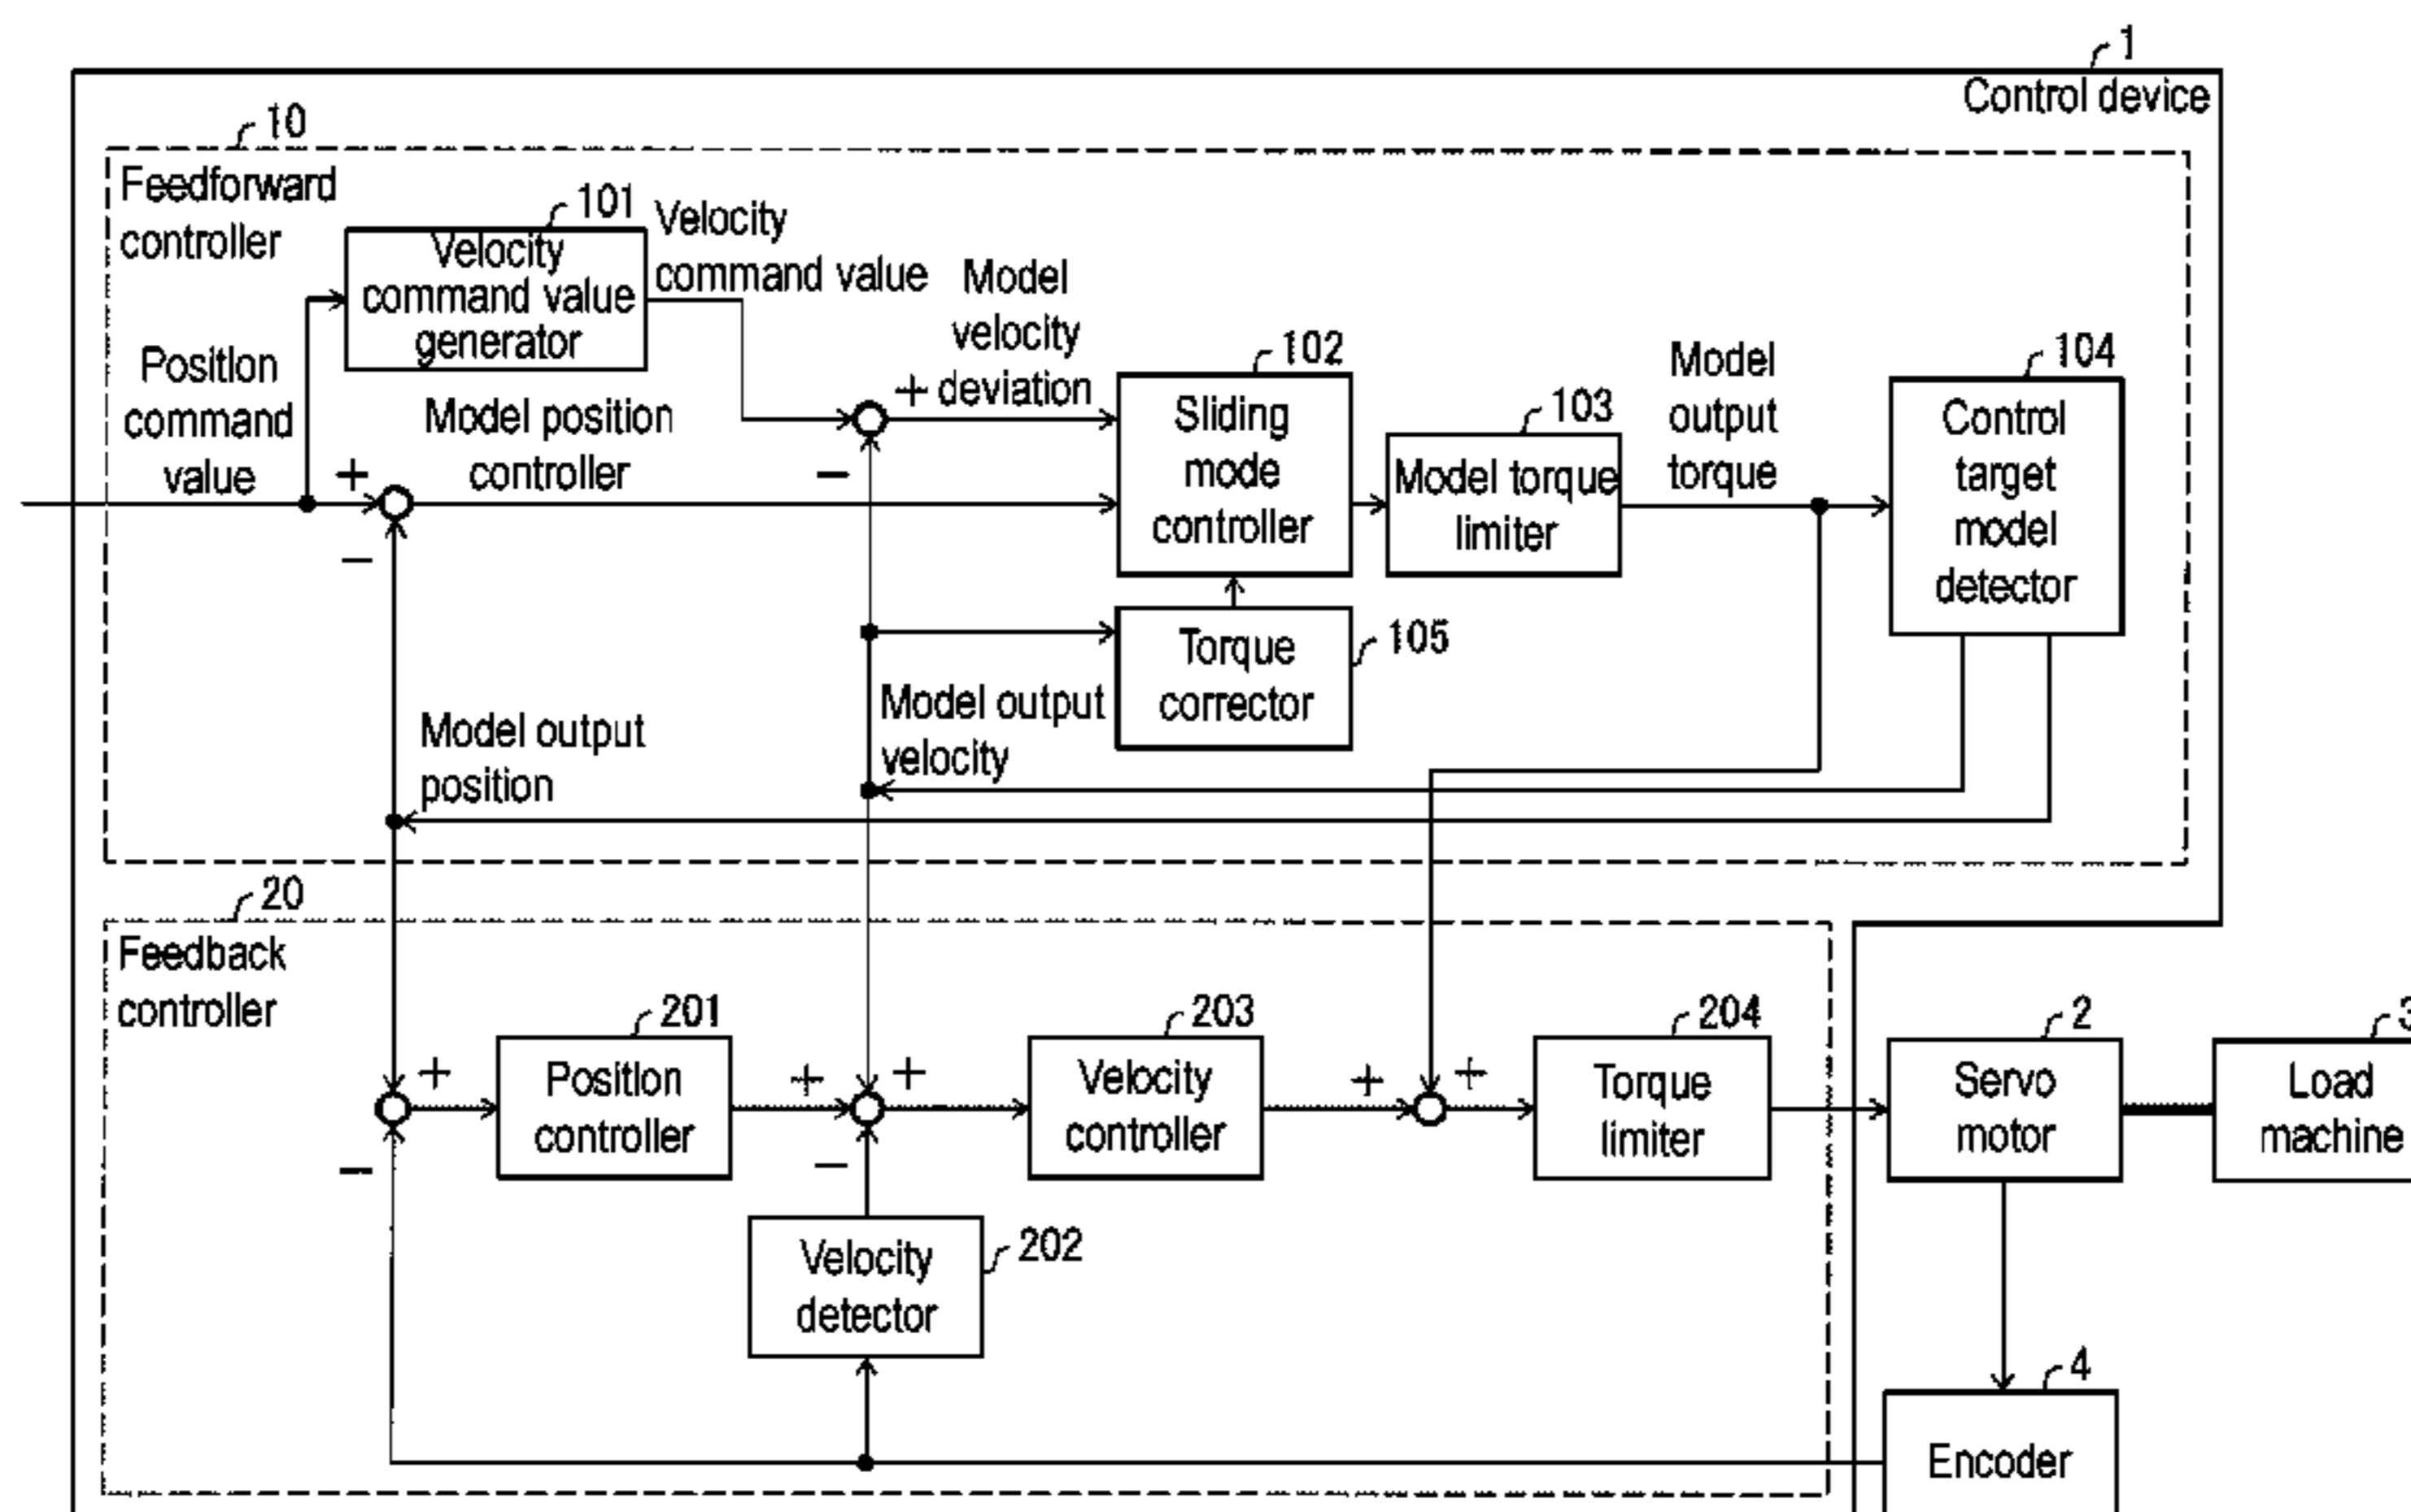 1
Control device
10
Feedforward
controller
101
Velocity
command value
generator
Velocity
command value
Model
velocity
+ deviation
Position
command
value
+
−
Model position
controller
−
102
Sliding
mode
controller
103
Model torque
limiter
Model
output
torque
104
Control
target
model
detector
105
Torque
corrector
Model output
velocity
Model output
position
20
Feedback
controller
+
−
201
Position
controller
+
+
−
203
Velocity
controller
+
+
204
Torque
limiter
2
Servo
motor
3
Load
machine
202
Velocity
detector
4
Encoder